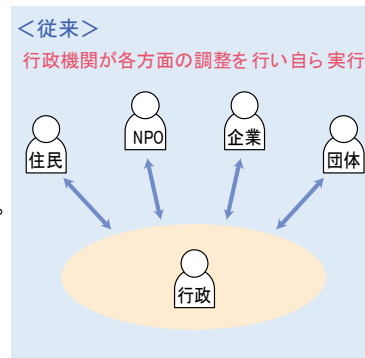 ＜従来＞
行政機関が各方面の調整を行い自ら実行
NPO
企業
住民
団体
。
行政